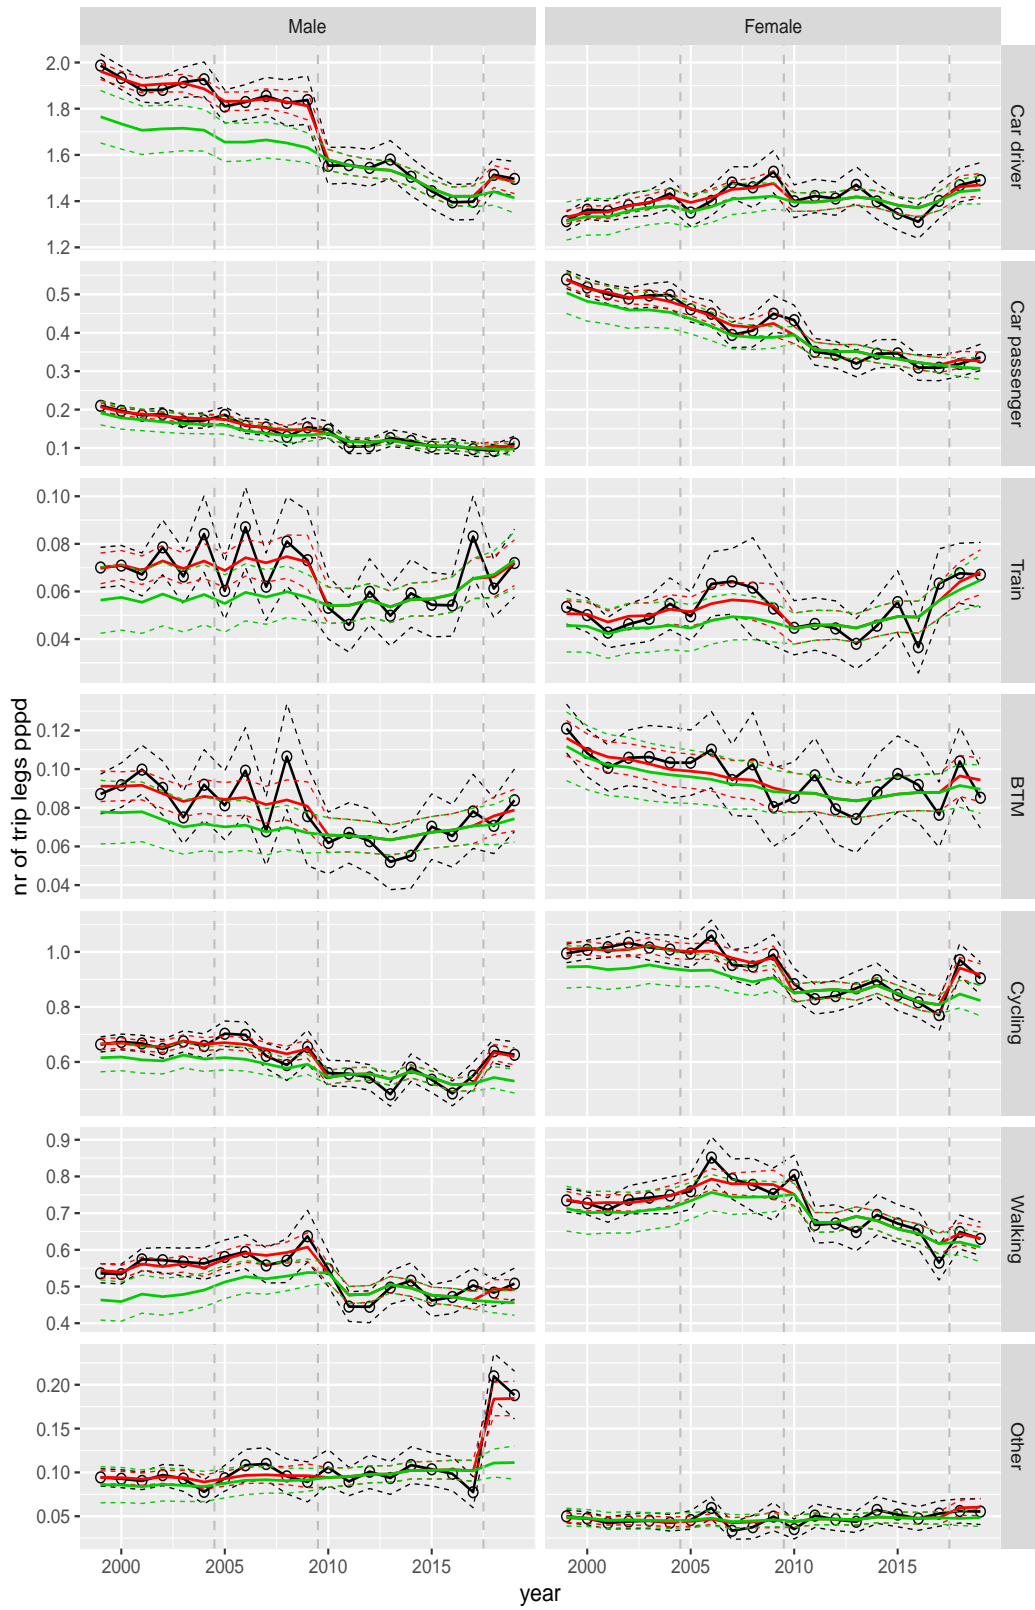 Male Female
2.0
1.8
1.6
1.4
1.2
Car driver
0.5
0.4
0.3
0.2
0.1
Car passenger
0.10
0.08
0.06
0.04
Train
0.12
0.10
0.08
0.06
0.04
BTM
nr of trip legs pppd
1.0
0.8
0.6
Cycling
0.9
0.8
0.7
0.6
0.5
0.4
Walking
0.20
0.15
0.10
0.05
Other
2000 2005 2010 2015 2000 2005 2010 2015
year